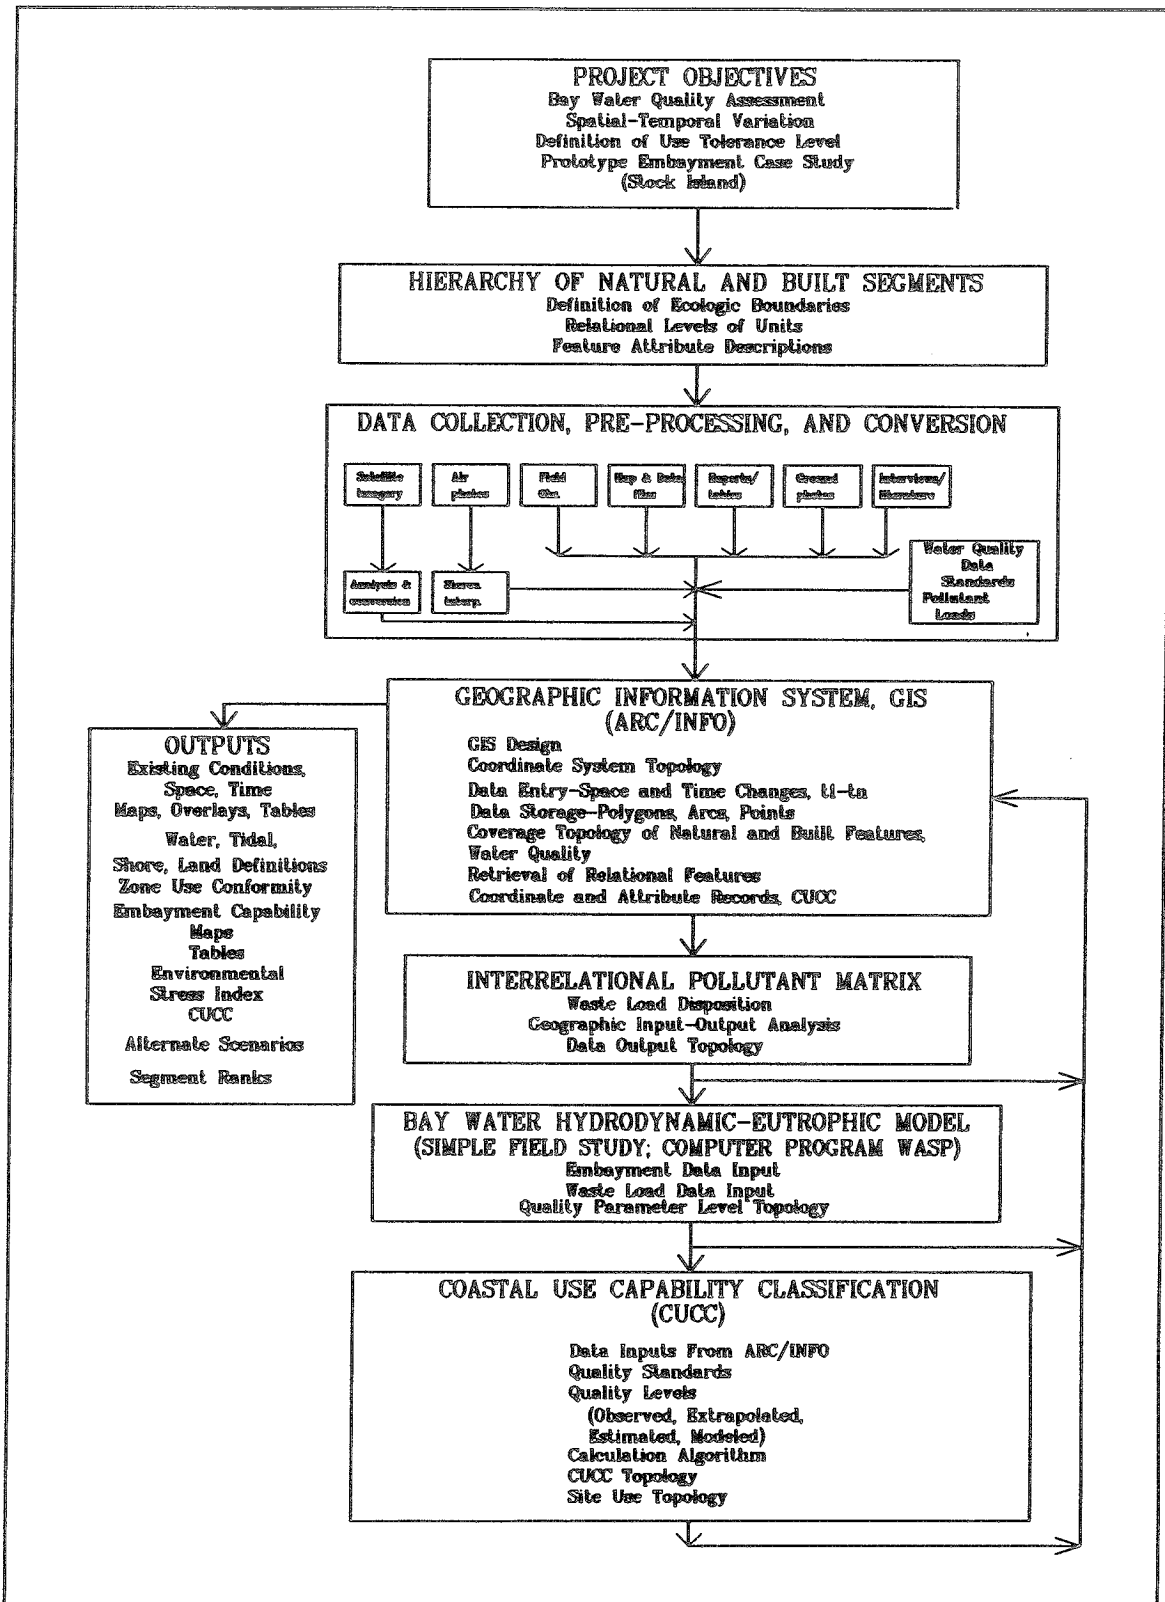 PROJECT OBJECTIVES
Bay Water Quality Assessment
Spatial-Temporal Variation
Definition of Use Tolerance Level
Prototype Embayment Case Study
(Stock Island)
HIERARCHY OF NATURAL AND BUILT SEGMENTS
Definition of Ecologic Boundaries
Relational Levels of Units
Feature Attribute Descriptions
DATA COLLECTION, PRE-PROCESSING, AND CONVERSION
Satellite
Imagery
Air
photos
Field
Obs.
Map & Data
files
Reports/
tables
Ground
photos
Interviews/
literature
Analysis &
conversion
Stereo
Interp.
Water Quality
Data
Standards
Pollutant
Loads
GEOGRAPHIC INFORMATION SYSTEM, GIS
(ARC/INFO)
GIS Design
Coordinate System Topology
Data Entry-Space and Time Changes, t1-tn
Data Storage-Polygons, Arcs, Points
Coverage Topology of Natural and Built Features,
Water Quality
Retrieval of Relational Features
Coordinate and Attribute Records, CUCC
OUTPUTS
Existing Conditions,
Space, Time
Maps, Overlays, Tables
Water, Tidal,
Shore, Land Definitions
Zone Use Conformity
Embayment Capability
Maps
Tables
Environmental
Stress Index
CUCC
Alternate Scenarios
Segment Ranks
INTERRELATIONAL POLLUTANT MATRIX
Waste Load Disposition
Geographic Input-Output Analysis
Data Output Topology
BAY WATER HYDRODYNAMIC-EUTROPHIC MODEL
(SIMPLE FIELD STUDY; COMPUTER PROGRAM WASP)
Embayment Data Input
Waste Load Data Input
Quality Parameter Level Topology
COASTAL USE CAPABILITY CLASSIFICATION
(CUCC)
Data Inputs From ARC/INFO
Quality Standards
Quality Levels
(Observed, Extrapolated,
Estimated, Modeled)
Calculation Algorithm
CUCC Topology
Site Use Topology